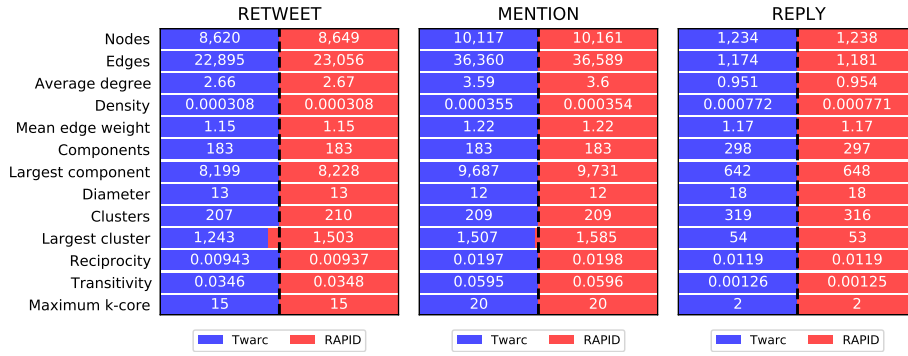 RETWEET MENTION REPLY
Nodes 8,620 8,649 10,117 10,161 1,234 1,238
Edges 22,895 23,056 36,360 36,589 1,174 1,181
Average degree 2.66 2.67 3.59 3.6 0.951 0.954
Density 0.000308 0.000308 0.000355 0.000354 0.000772 0.000771
Mean edge weight 1.15 1.15 1.22 1.22 1.17 1.17
Components 183 183 183 183 298 297
Largest component 8,199 8,228 9,687 9,731 642 648
Diameter 13 13 12 12 18 18
Clusters 207 210 209 209 319 316
Largest cluster 1,243 1,503 1,507 1,585 54 53
Reciprocity 0.00943 0.00937 0.0197 0.0198 0.0119 0.0119
Transitivity 0.0346 0.0348 0.0595 0.0596 0.00126 0.00125
Maximum k-core 15 15 20 20 2 2
Twarc RAPID Twarc RAPID Twarc RAPID